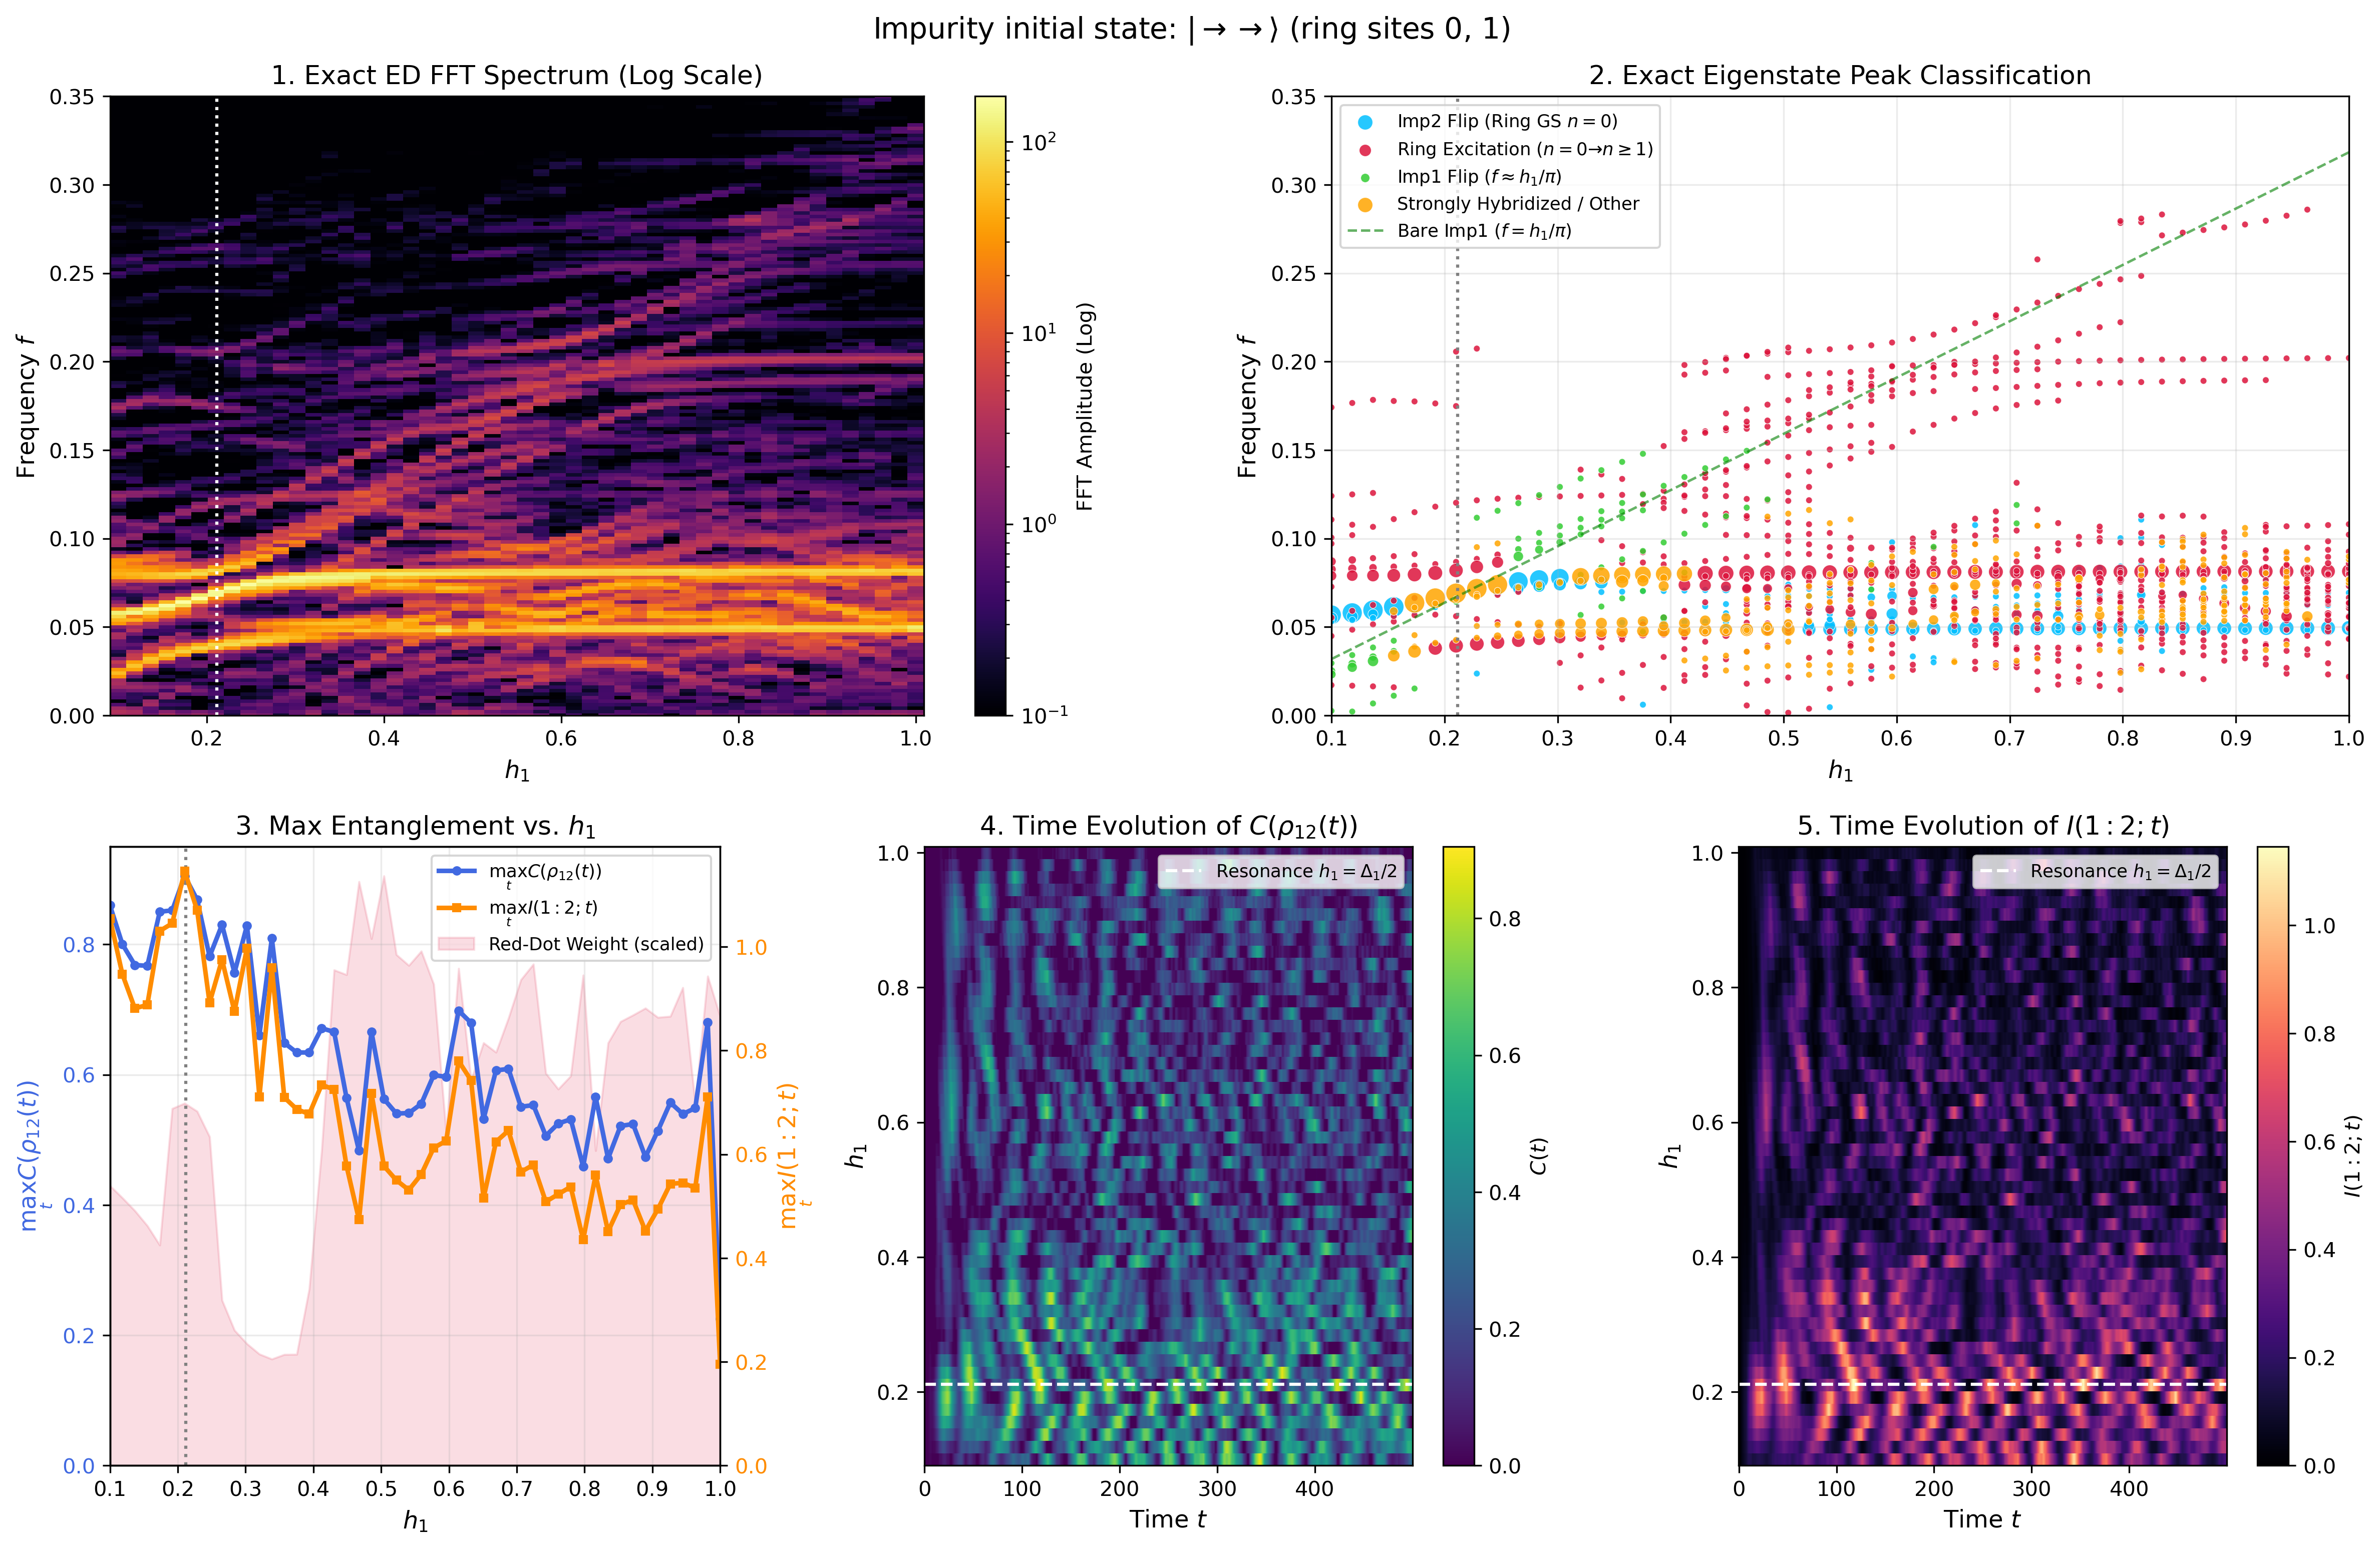 Impurity initial state: |→→⟩ (ring sites 0, 1)
1. Exact ED FFT Spectrum (Log Scale)
0.35
0.30
0.25
0.20
0.15
0.10
0.05
0.00
Frequency f
0.2
0.4
0.6
0.8
1.0
h₁
10²
10¹
10⁰
10⁻¹
FFT Amplitude (Log)
2. Exact Eigenstate Peak Classification
Imp2 Flip (Ring GS n = 0)
Ring Excitation (n = 0→n ≥ 1)
Imp1 Flip (f ≈ h₁/π)
Strongly Hybridized / Other
Bare Imp1 (f = h₁/π)
0.35
0.30
0.25
0.20
0.15
0.10
0.05
0.00
Frequency f
0.1
0.2
0.3
0.4
0.5
0.6
0.7
0.8
0.9
1.0
h₁
3. Max Entanglement vs. h₁
max C(ρ₁₂(t))
t
max I(1 : 2; t)
t
Red-Dot Weight (scaled)
0.8
0.6
0.4
0.2
0.0
max C(ρ₁₂(t))
t
1.0
0.8
0.6
0.4
0.2
0.0
max I(1 : 2; t)
t
0.1
0.2
0.3
0.4
0.5
0.6
0.7
0.8
0.9
1.0
h₁
4. Time Evolution of C(ρ₁₂(t))
Resonance h₁ = Δ₁/2
1.0
0.8
0.6
0.4
0.2
h₁
0
100
200
300
400
Time t
0.8
0.6
0.4
0.2
0.0
C(t)
5. Time Evolution of I(1 : 2; t)
Resonance h₁ = Δ₁/2
1.0
0.8
0.6
0.4
0.2
h₁
0
100
200
300
400
Time t
1.0
0.8
0.6
0.4
0.2
0.0
I(1 : 2; t)